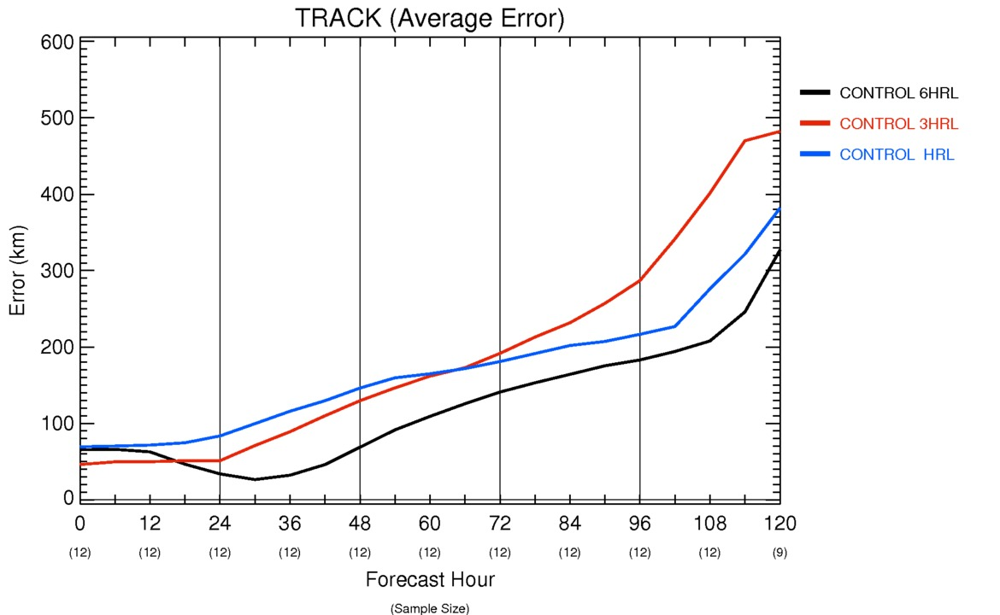 TRACK (Average Error)
600
500
400
300
200
100
0
Error (km)
CONTROL 6HRL
CONTROL 3HRL
CONTROL  HRL
0 12 24 36 48 60 72 84 96 108 120
(12) (12) (12) (12) (12) (12) (12) (12) (12) (12) (9)
Forecast Hour
(Sample Size)